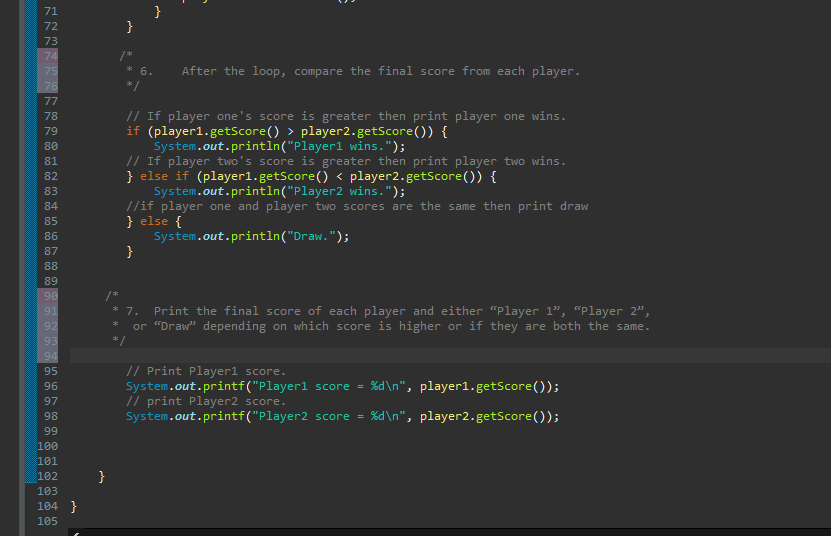 71 }
72 }
73
74 /*
75 * 6. After the loop, compare the final score from each player.
76 */
77
78 // If player one's score is greater then print player one wins.
79 if (player1.getScore() > player2.getScore()) {
80 System.out.println("Player1 wins.");
81 // If player two's score is greater then print player two wins.
82 } else if (player1.getScore() < player2.getScore()) {
83 System.out.println("Player2 wins.");
84 //if player one and player two scores are the same then print draw
85 } else {
86 System.out.println("Draw.");
87 }
88
89
90 /*
91 * 7. Print the final score of each player and either “Player 1”, “Player 2”,
92 * or “Draw” depending on which score is higher or if they are both the same.
93 */
94
95 // Print Player1 score.
96 System.out.printf("Player1 score = %d\n", player1.getScore());
97 // print Player2 score.
98 System.out.printf("Player2 score = %d\n", player2.getScore());
99
100
101
102 }
103
104 }
105